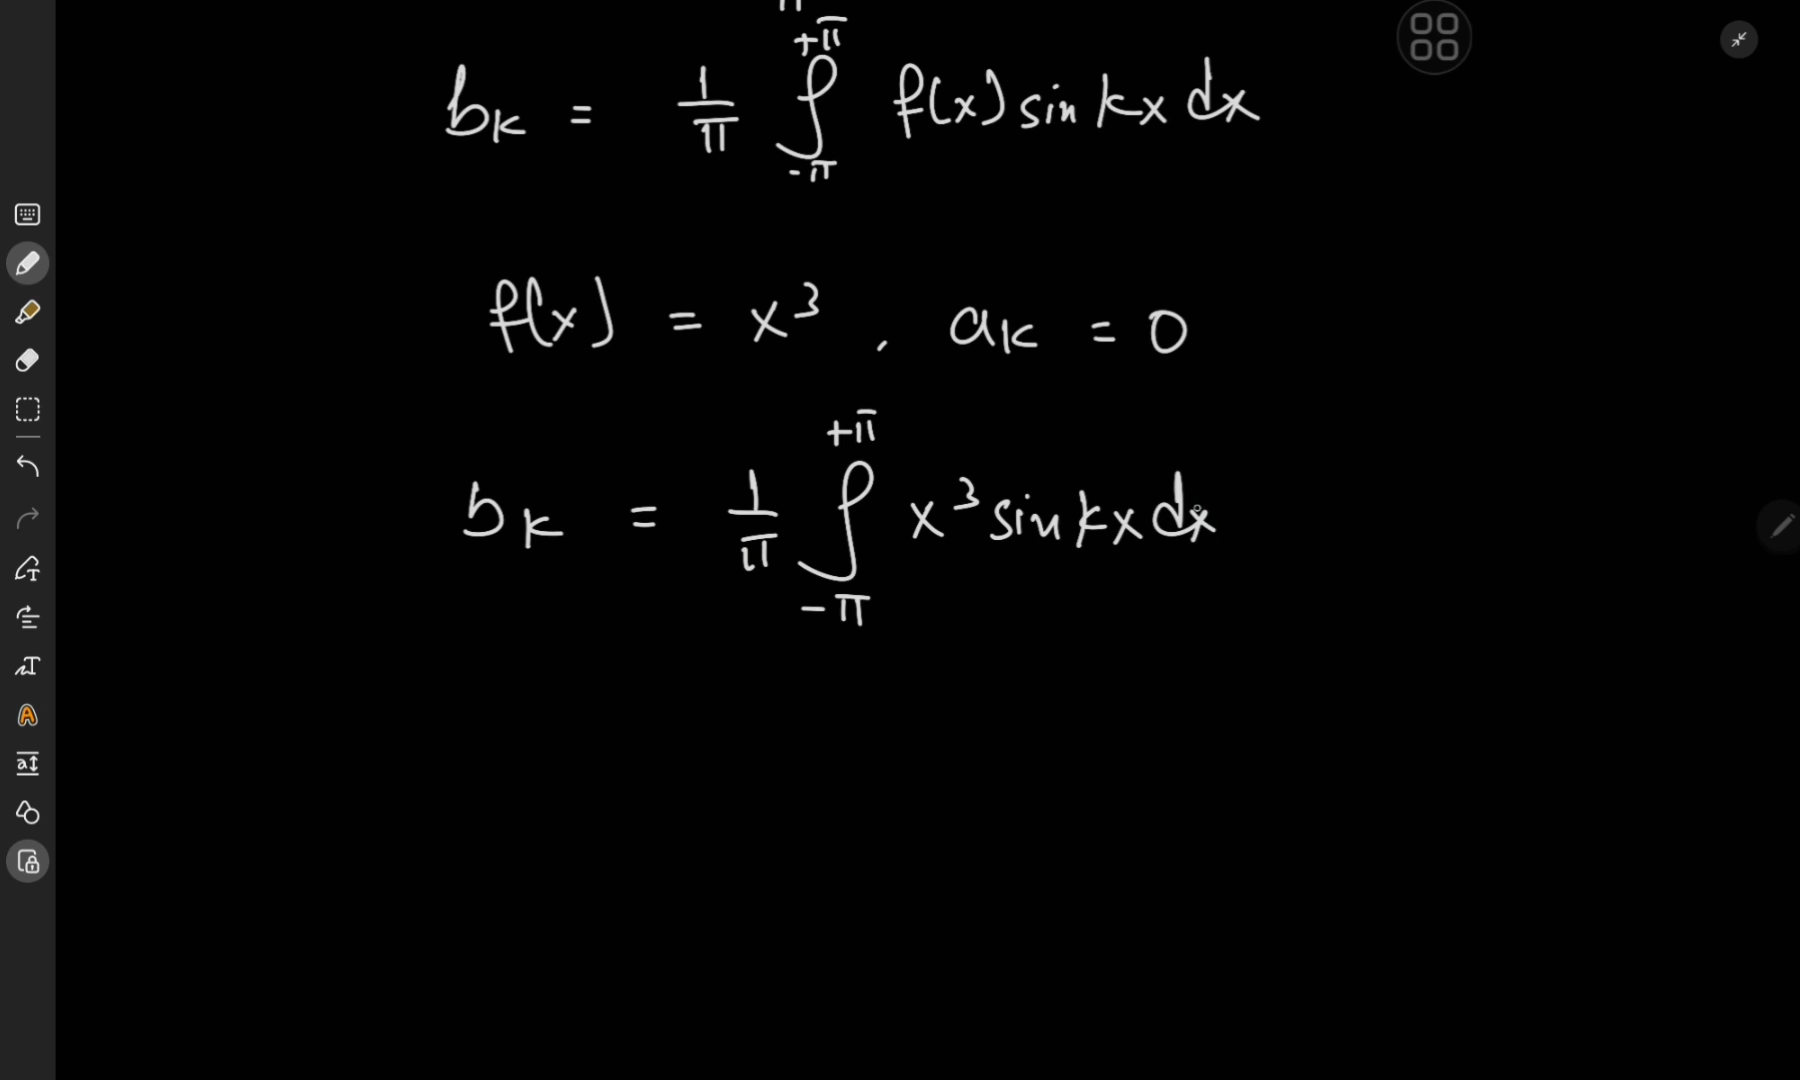 π
b_k = 1/π ∫_{-π}^{+π} f(x) sin kx dx
f(x) = x³, a_k = 0
b_k = 1/π ∫_{-π}^{+π} x³ sin kx dx